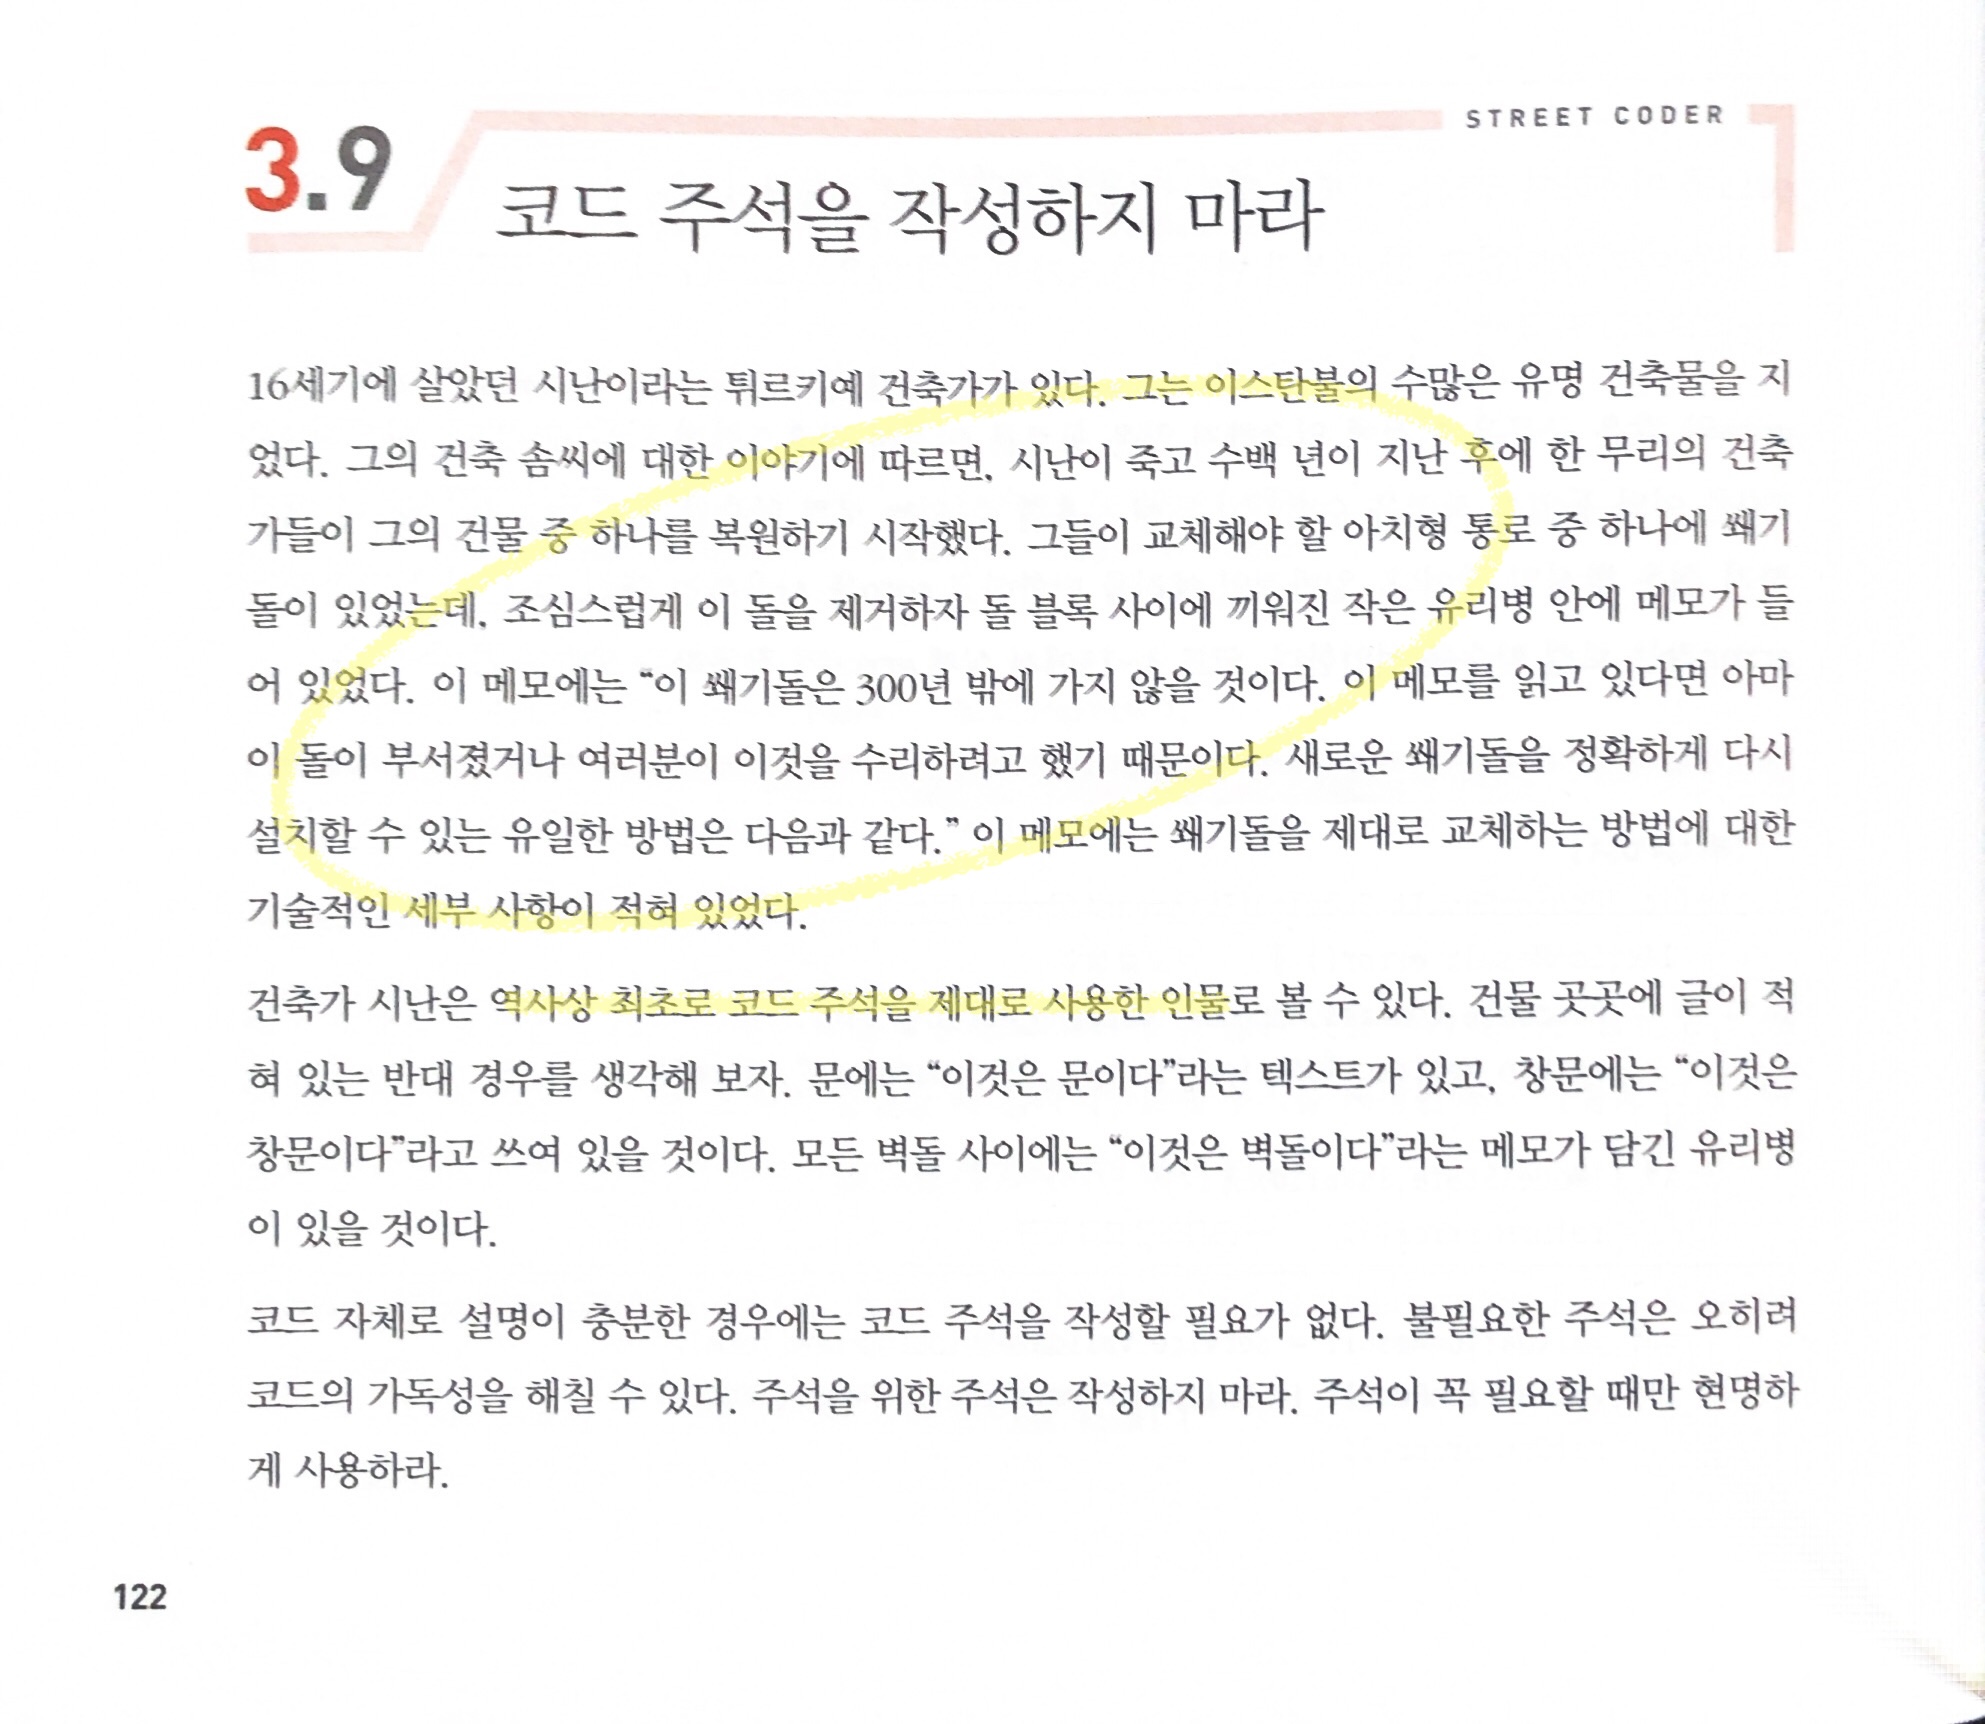 STREET CODER
3.9
코드 주석을 작성하지 마라
16세기에 살았던 시난이라는 튀르키예 건축가가 있다. 그는 이스탄불의 수많은 유명 건축물을 지
었다. 그의 건축 솜씨에 대한 이야기에 따르면, 시난이 죽고 수백 년이 지난 후에 한 무리의 건축
가들이 그의 건물 중 하나를 복원하기 시작했다. 그들이 교체해야 할 아치형 통로 중 하나에 쐐기
돌이 있었는데, 조심스럽게 이 돌을 제거하자 돌 블록 사이에 끼워진 작은 유리병 안에 메모가 들
어 있었다. 이 메모에는 “이 쐐기돌은 300년 밖에 가지 않을 것이다. 이 메모를 읽고 있다면 아마
이 돌이 부서졌거나 여러분이 이것을 수리하려고 했기 때문이다. 새로운 쐐기돌을 정확하게 다시
설치할 수 있는 유일한 방법은 다음과 같다.” 이 메모에는 쐐기돌을 제대로 교체하는 방법에 대한
기술적인 세부 사항이 적혀 있었다.
건축가 시난은 역사상 최초로 코드 주석을 제대로 사용한 인물로 볼 수 있다. 건물 곳곳에 글이 적
혀 있는 반대 경우를 생각해 보자. 문에는 “이것은 문이다”라는 텍스트가 있고, 창문에는 “이것은
창문이다”라고 쓰여 있을 것이다. 모든 벽돌 사이에는 “이것은 벽돌이다”라는 메모가 담긴 유리병
이 있을 것이다.
코드 자체로 설명이 충분한 경우에는 코드 주석을 작성할 필요가 없다. 불필요한 주석은 오히려
코드의 가독성을 해칠 수 있다. 주석을 위한 주석은 작성하지 마라. 주석이 꼭 필요할 때만 현명하
게 사용하라.
122